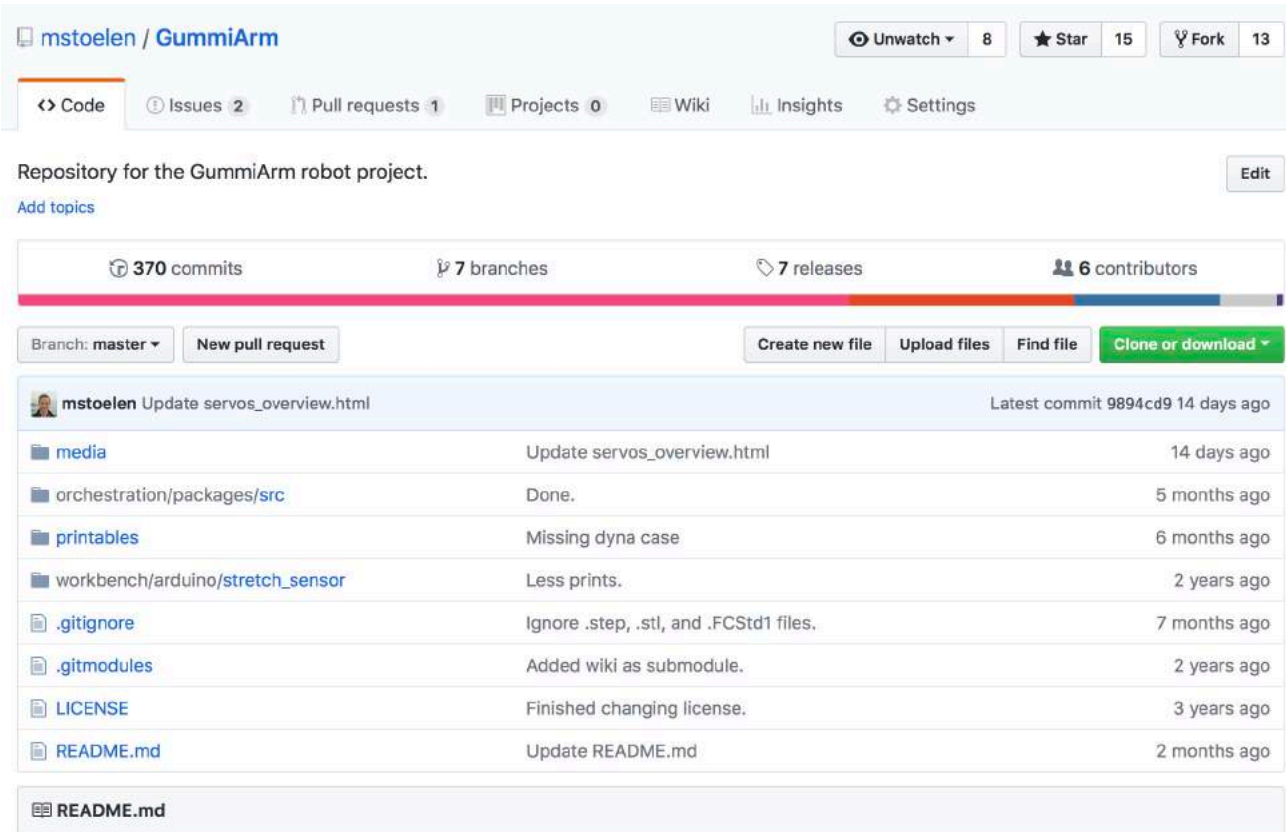 mstoelen / GummiArm
Unwatch 8 Star 15 Fork 13
Code Issues 2 Pull requests 1 Projects 0 Wiki Insights Settings
Repository for the GummiArm robot project. Edit
Add topics
370 commits 7 branches 7 releases 6 contributors
Branch: master New pull request Create new file Upload files Find file Clone or download
mstoelen Update servos_overview.html Latest commit 9894cd9 14 days ago
media Update servos_overview.html 14 days ago
orchestration/packages/src Done. 5 months ago
printables Missing dyna case 6 months ago
workbench/arduino/stretch_sensor Less prints. 2 years ago
.gitignore Ignore .step, .stl, and .FCStd1 files. 7 months ago
.gitmodules Added wiki as submodule. 2 years ago
LICENSE Finished changing license. 3 years ago
README.md Update README.md 2 months ago
README.md